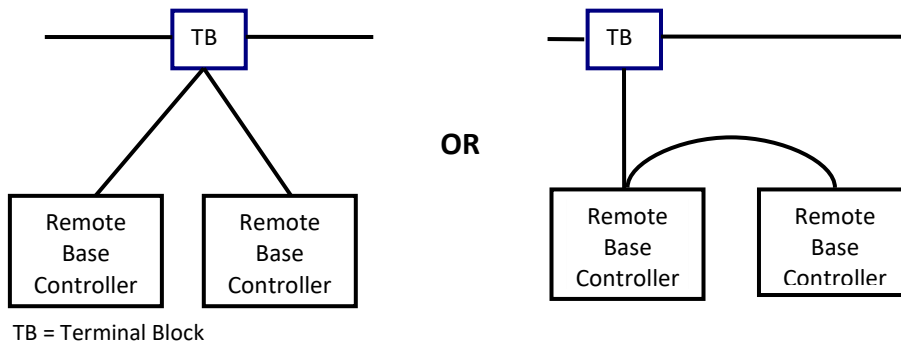 TB
TB
OR
Remote
Base
Controller
Remote
Base
Controller
Remote
Base
Controller
Remote
Base
Controller
TB = Terminal Block